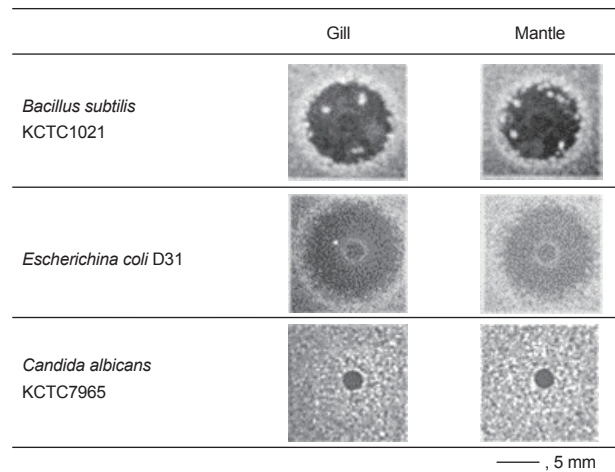 Gill Mantle
Bacillus subtilis
KCTC1021
Escherichina coli D31
Candida albicans
KCTC7965
, 5 mm